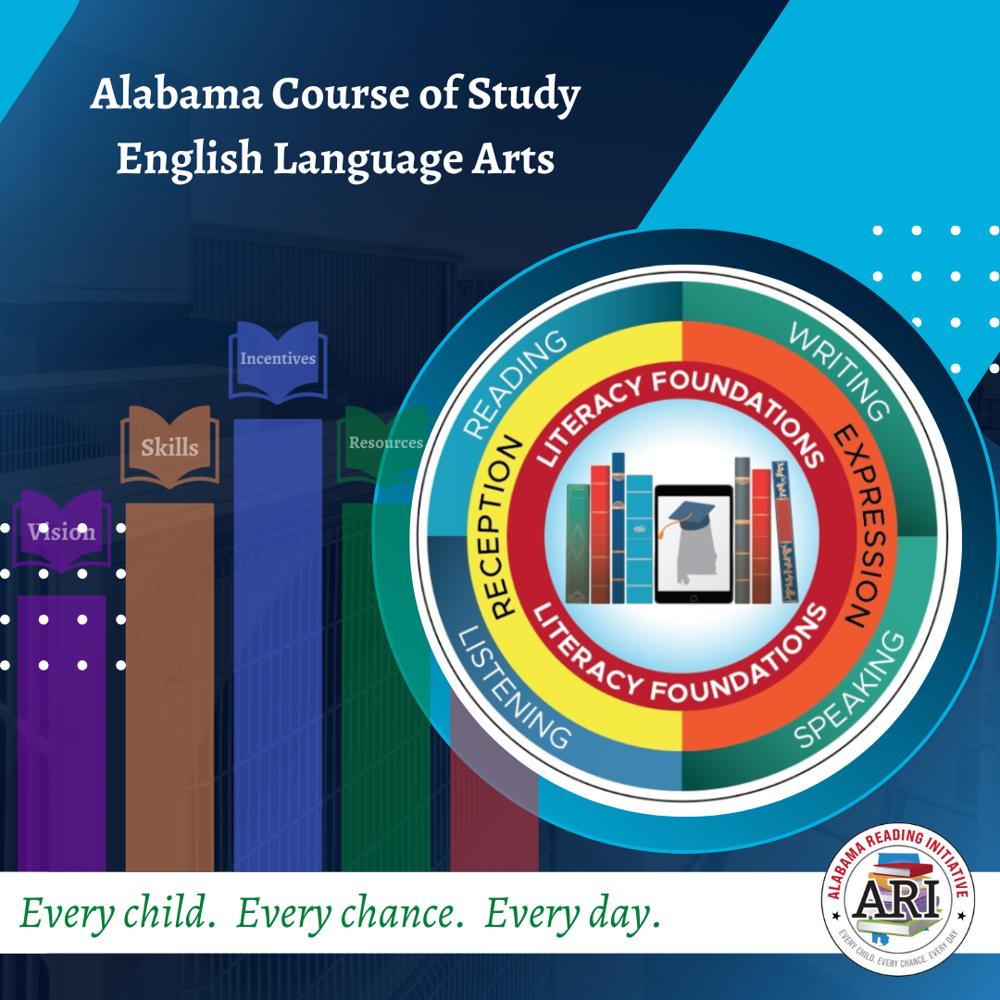 Alabama Course of Study
English Language Arts
Incentives
Skills
Resources
Vision
READING
WRITING
LITERACY FOUNDATIONS
RECEPTION
EXPRESSION
LITERACY FOUNDATIONS
LISTENING
SPEAKING
Every child. Every chance. Every day.
ALABAMA READING INITIATIVE
ARI
EVERY CHILD, EVERY CHANCE, EVERY DAY